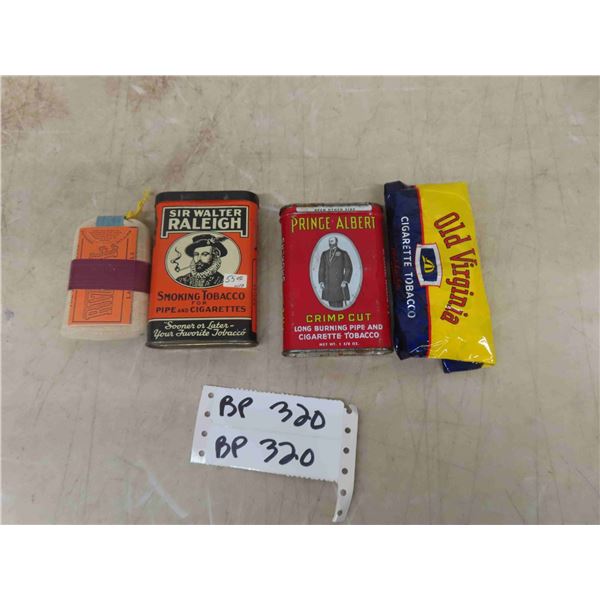 SIR WALTER
RALEIGH
SMOKING TOBACCO
FOR
PIPE AND CIGARETTES
Sooner or Later-
Your Favorite Tobacco
PRINCE ALBERT
CRIMP CUT
LONG BURNING PIPE AND
CIGARETTE TOBACCO
Old Virginia
CIGARETTE TOBACCO
BP 320
BP 320